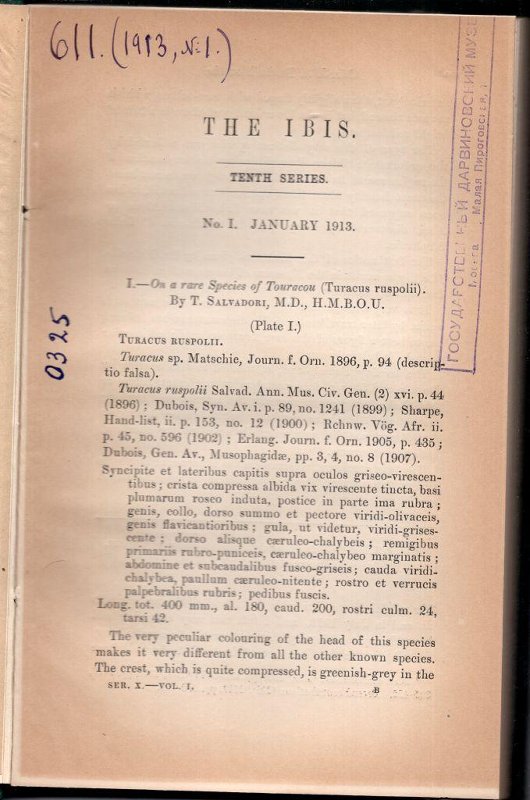 611. (1913, №1.)
ГОСУДАРСТВЕННЫЙ ДАРВИНОВСКИЙ МУЗЕ
Москва Малая Пироговская, 1
0325
THE IBIS.
TENTH SERIES.
No. I. JANUARY 1913.
I.—On a rare Species of Touracou (Turacus ruspolii).
By T. Salvadori, M.D., H.M.B.O.U.
(Plate I.)
Turacus ruspolii.
Turacus sp. Matschie, Journ. f. Orn. 1896, p. 94 (descrip-
tio falsa).
Turacus ruspolii Salvad. Ann. Mus. Civ. Gen. (2) xvi. p. 44
(1896) ; Dubois, Syn. Av. i. p. 89, no. 1241 (1899) ; Sharpe,
Hand-list, ii. p. 153, no. 12 (1900) ; Rchnw. Vög. Afr. ii.
p. 45, no. 596 (1902) ; Erlang. Journ. f. Orn. 1905, p. 435 ;
Dubois, Gen. Av., Musophagidæ, pp. 3, 4, no. 8 (1907).
Syncipite et lateribus capitis supra oculos griseo-virescen-
tibus ; crista compressa albida vix virescente tincta, basi
plumarum roseo induta, postice in parte ima rubra ;
genis, collo, dorso summo et pectore viridi-olivaceis,
genis flavicantioribus ; gula, ut videtur, viridi-grises-
cente ; dorso alisque cæruleo-chalybeis ; remigibus
primariis rubro-puniceis, cæruleo-chalybeo marginatis ;
abdomine et subcaudalibus fusco-griseis ; cauda viridi-
chalybea, paullum cæruleo-nitente ; rostro et verrucis
palpebralibus rubris ; pedibus fuscis.
Long. tot. 400 mm., al. 180, caud. 200, rostri culm. 24,
tarsi 42.
The very peculiar colouring of the head of this species
makes it very different from all the other known species.
The crest, which is quite compressed, is greenish-grey in the
SER. X.—VOL. I. B